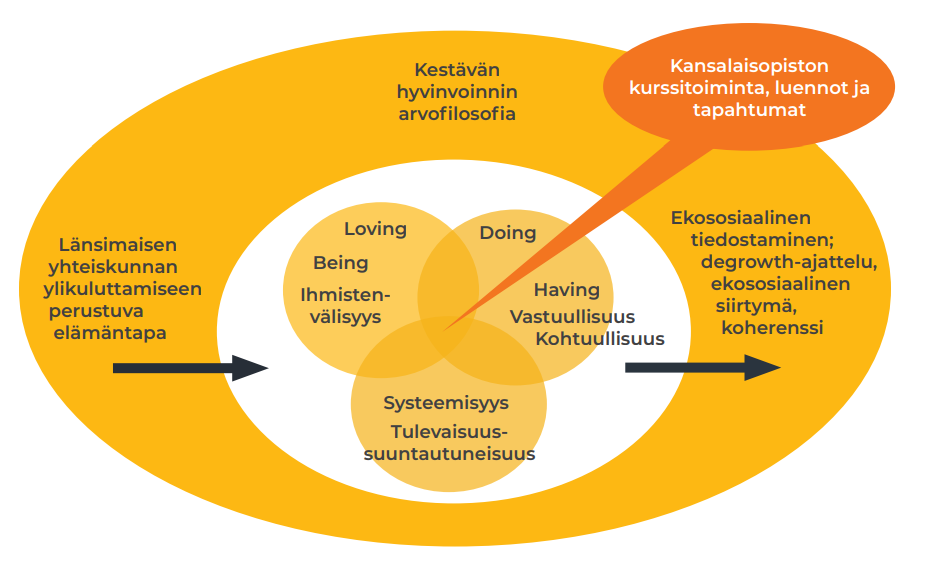 Kestävän
hyvinvoinnin
arvofilosofia
Kansalaisopiston
kurssitoiminta, luennot ja
tapahtumat
Länsimaisen
yhteiskunnan
ylikuluttamiseen
perustuva
elämäntapa
Loving
Being
Ihmisten-
välisyys
Doing
Having
Vastuullisuus
Kohtuullisuus
Systeemisyys
Tulevaisuus-
suuntautuneisuus
Ekososiaalinen
tiedostaminen;
degrowth-ajattelu,
ekososiaalinen
siirtymä,
koherenssi